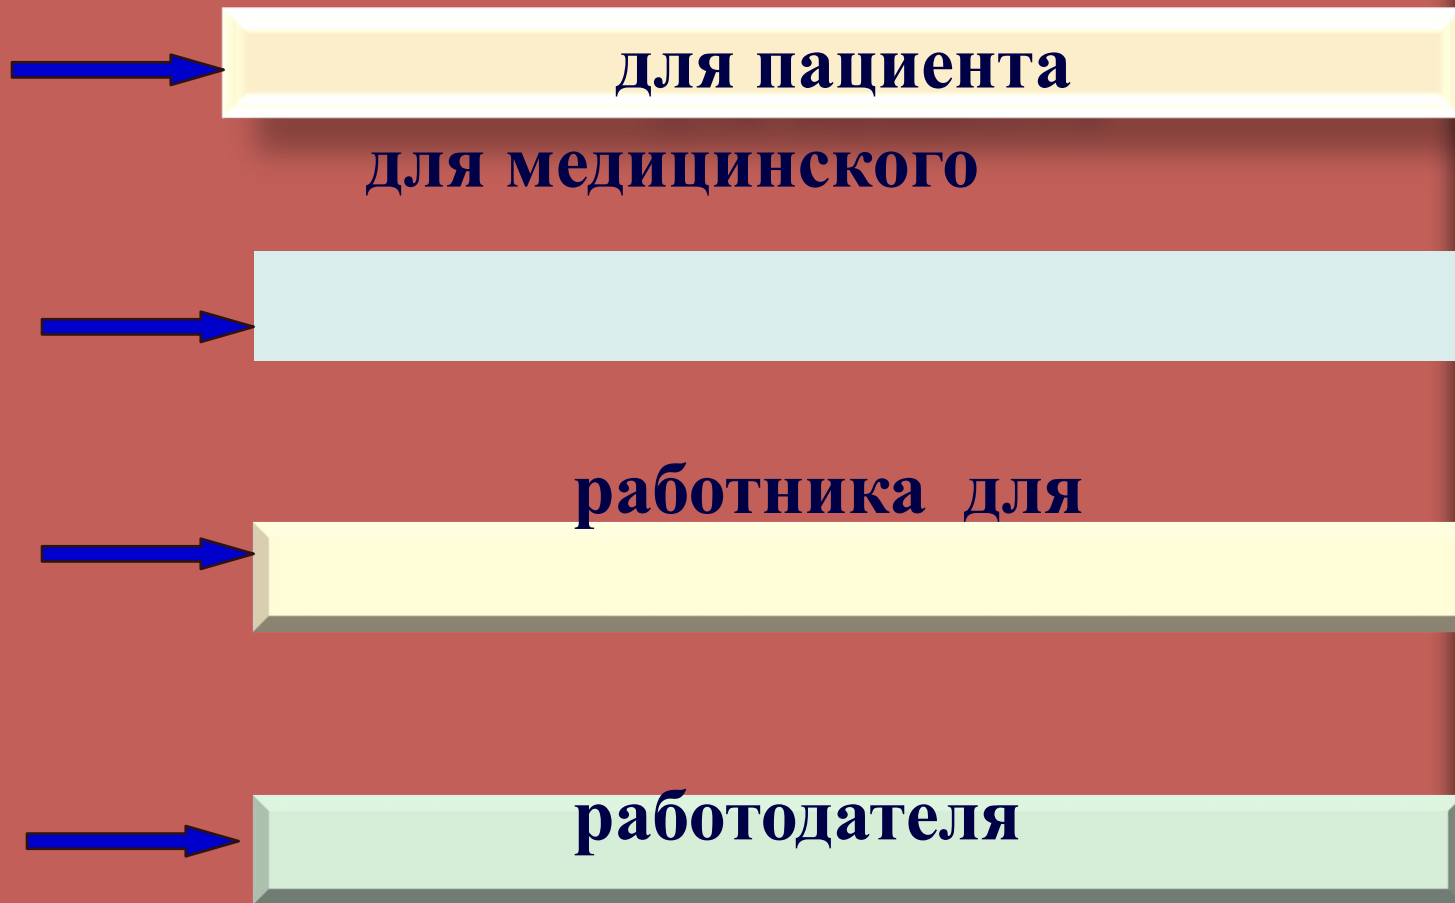 для пациента
для медицинского
работника для
работодателя